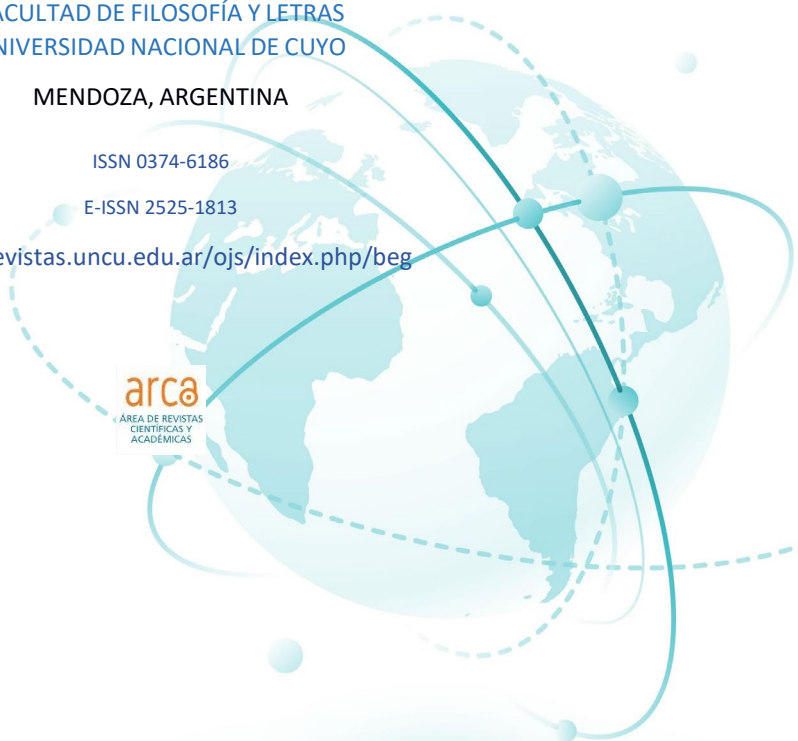 ACULTAD DE FILOSOFÍA Y LETRAS
NIVERSIDAD NACIONAL DE CUYO
MENDOZA, ARGENTINA
ISSN 0374-6186
E-ISSN 2525-1813
evistas.uncu.edu.ar/ojs/index.php/beg
arca
ÁREA DE REVISTAS
CIENTÍFICAS Y
ACADÉMICAS